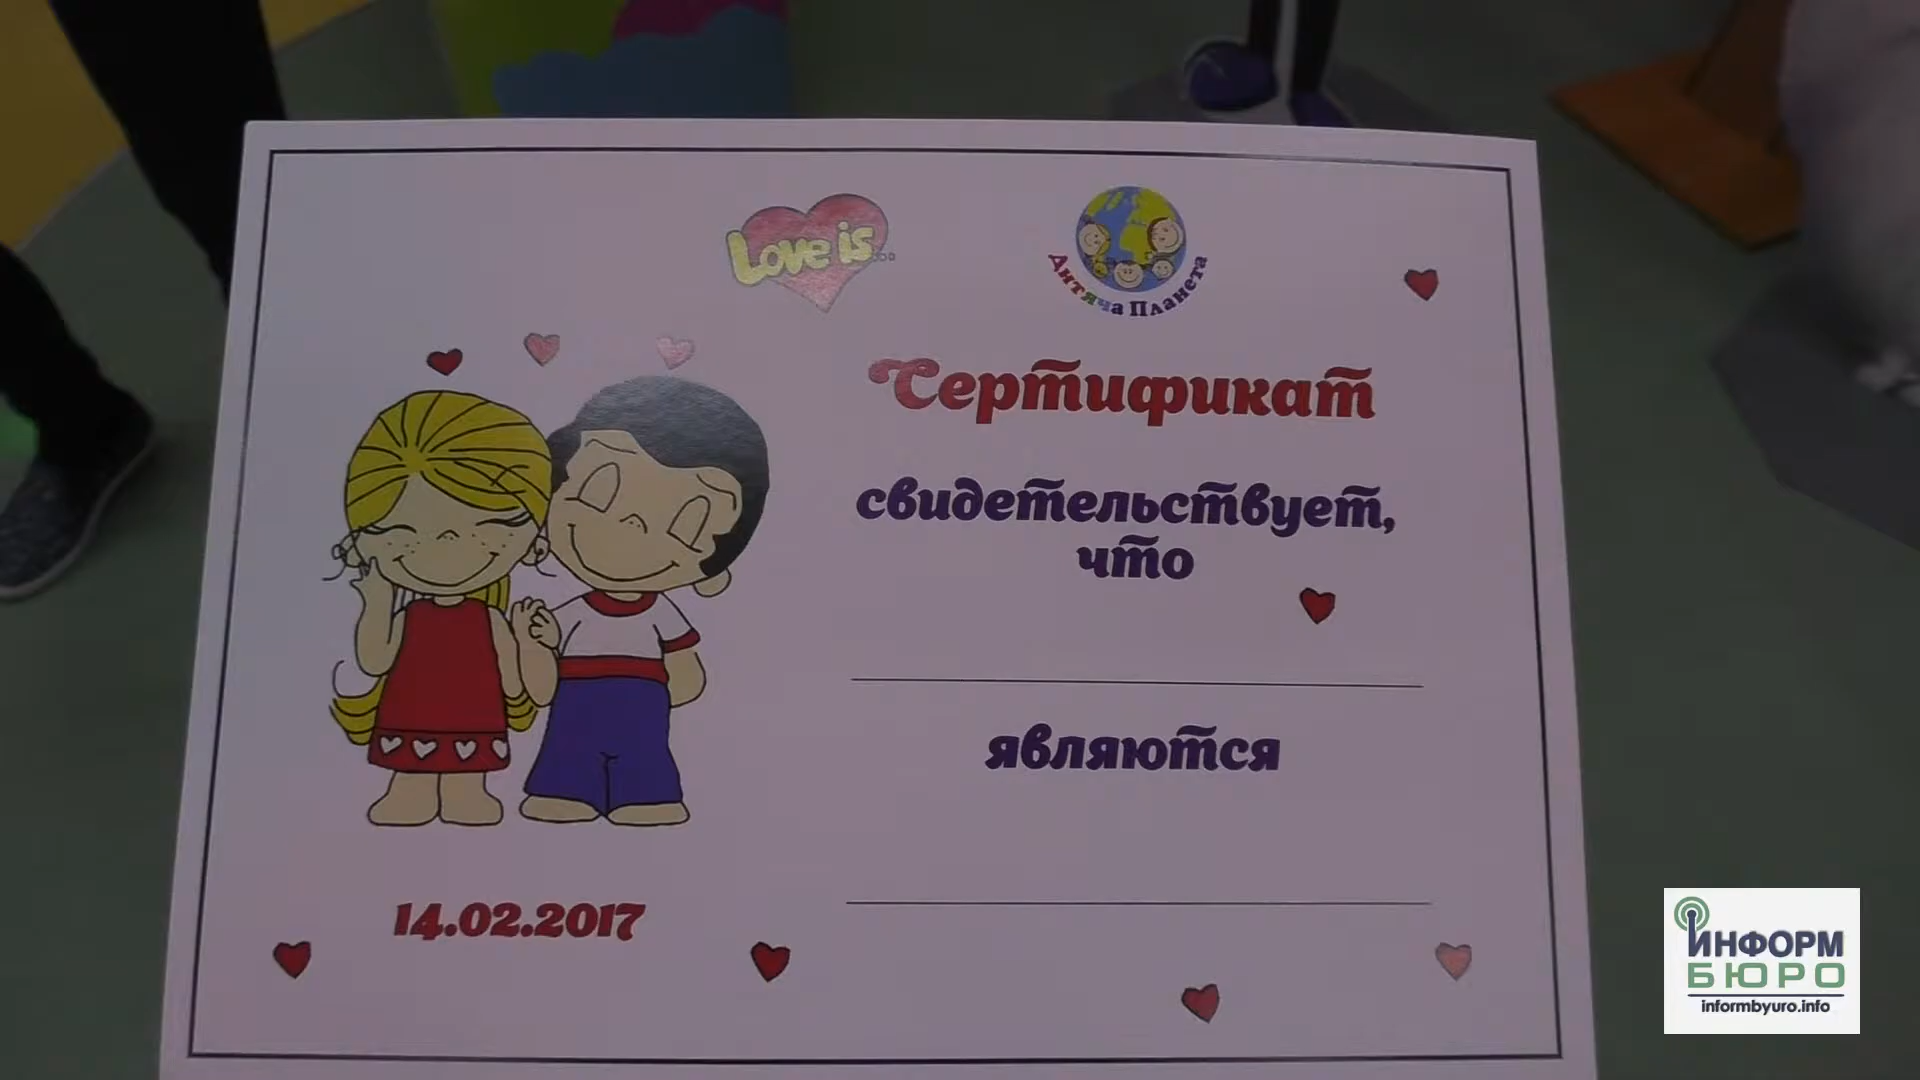 Love is...
Дитяча Планета
Сертификат
свидетельствует,
что
являются
14.02.2017
ИНФОРМ
БЮРО
informbyuro.info